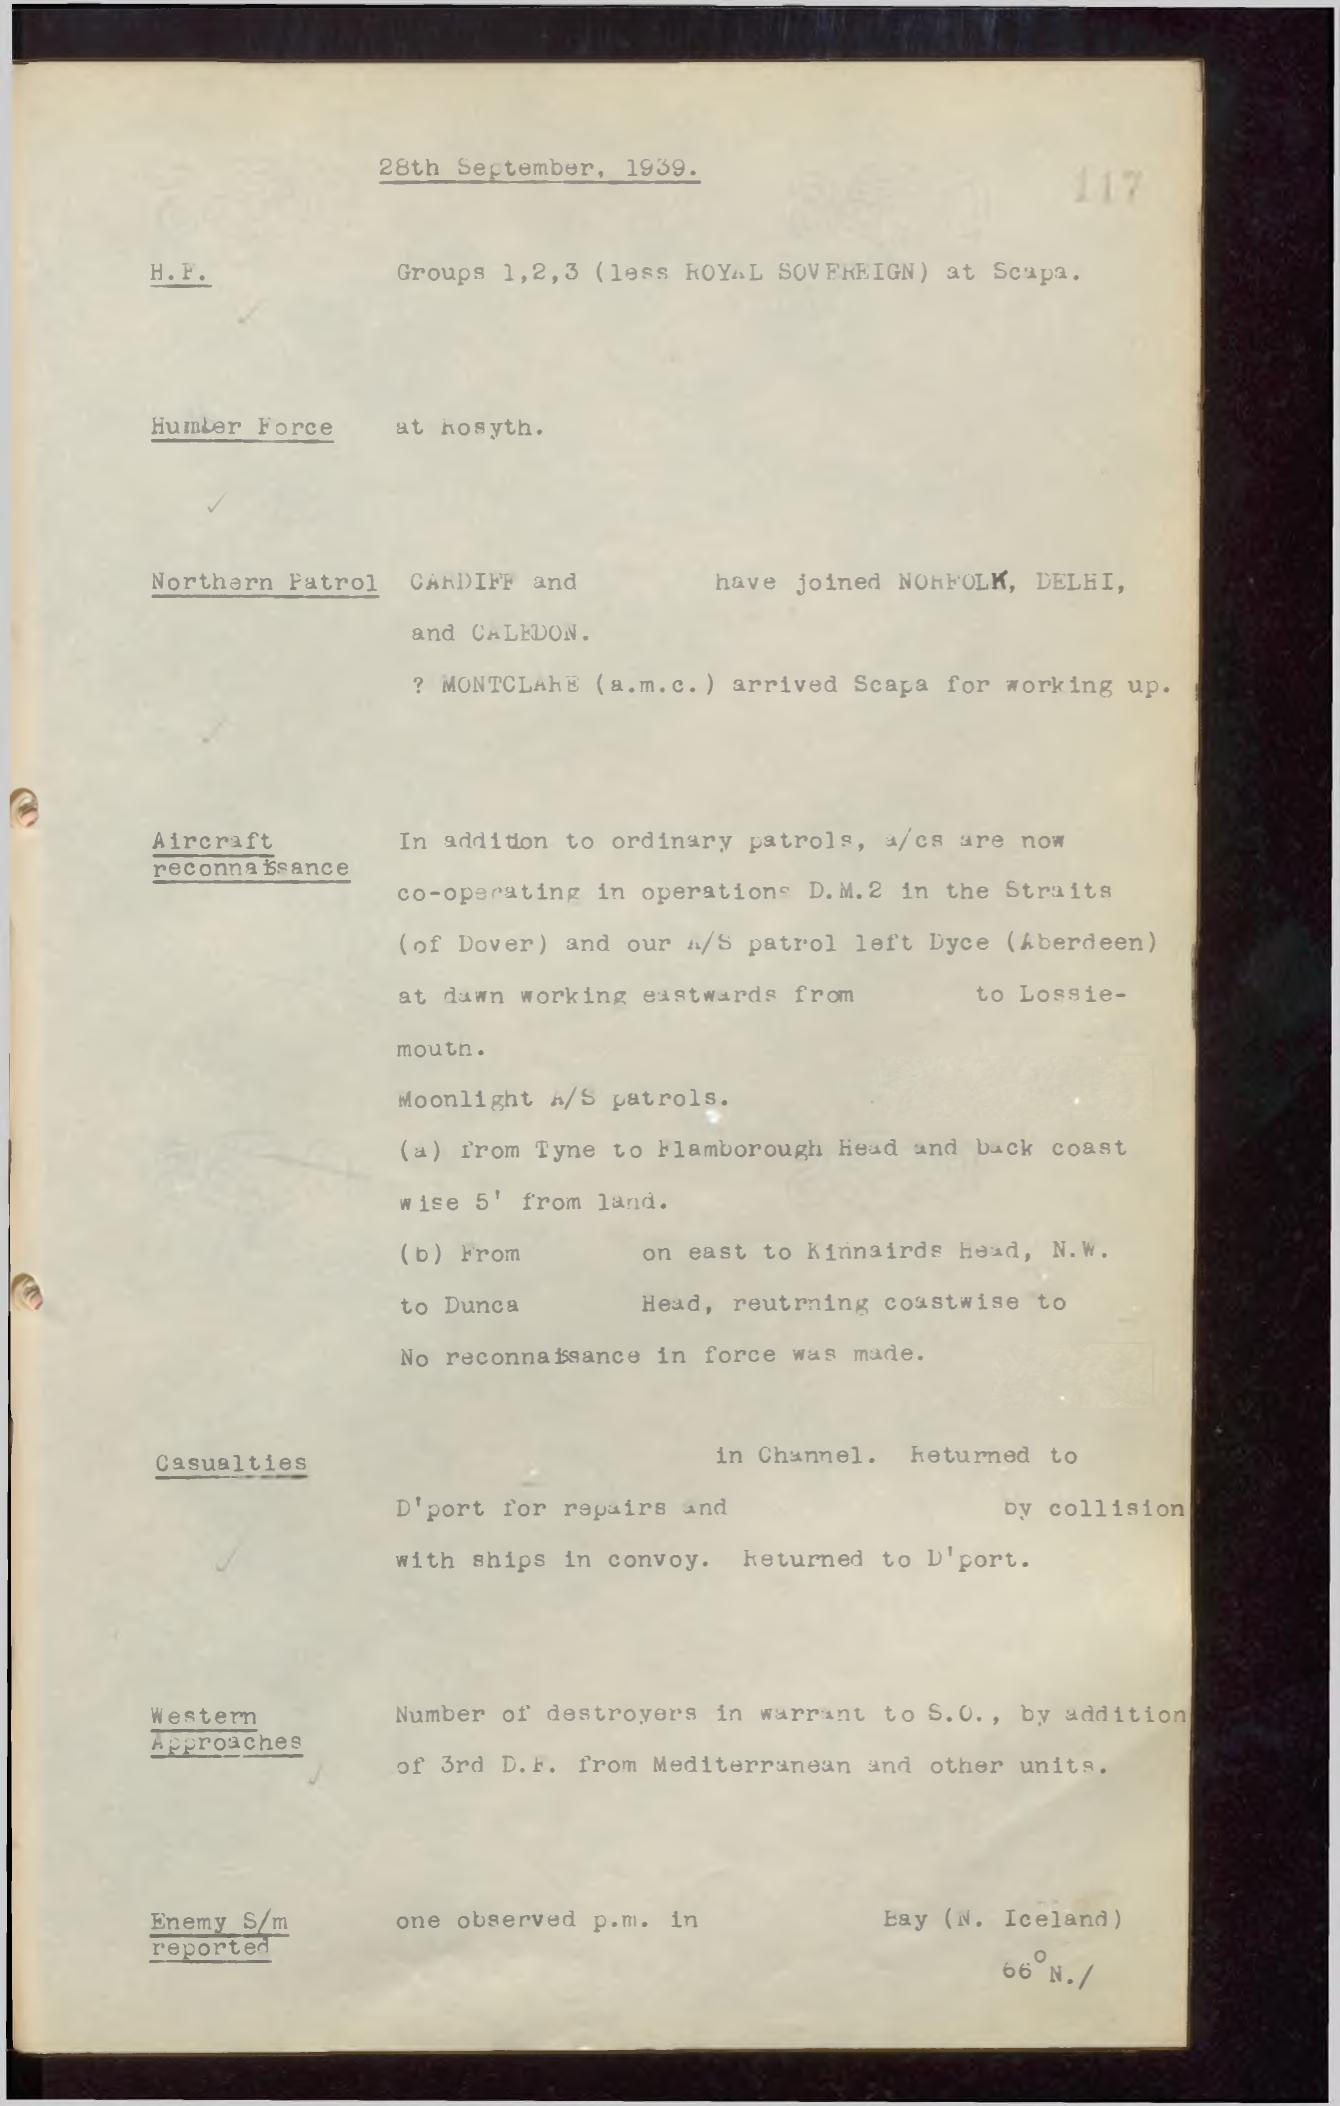 28th September, 1939.
117
H.F. Groups 1,2,3 (less ROYAL SOVEREIGN) at Scapa.
Humber Force at Rosyth.
Northern Patrol CARDIFF and have joined NORFOLK, DELHI,
and CALEDON.
? MONTCLARE (a.m.c.) arrived Scapa for working up.
Aircraft
reconnaissance
In addition to ordinary patrols, a/cs are now
co-operating in operations D.M.2 in the Straits
(of Dover) and our A/S patrol left Dyce (Aberdeen)
at dawn working eastwards from to Lossie-
mouth.
Moonlight A/S patrols.
(a) from Tyne to Flamborough Head and back coast
wise 5' from land.
(b) From on east to Kinnairds Head, N.W.
to Dunca Head, reutrning coastwise to
No reconnaissance in force was made.
Casualties in Channel. Returned to
D'port for repairs and by collision
with ships in convoy. Returned to D'port.
Western
Approaches
Number of destroyers in warrant to S.O., by addition
of 3rd D.F. from Mediterranean and other units.
Enemy S/m
reported
one observed p.m. in Bay (N. Iceland)
66°N./